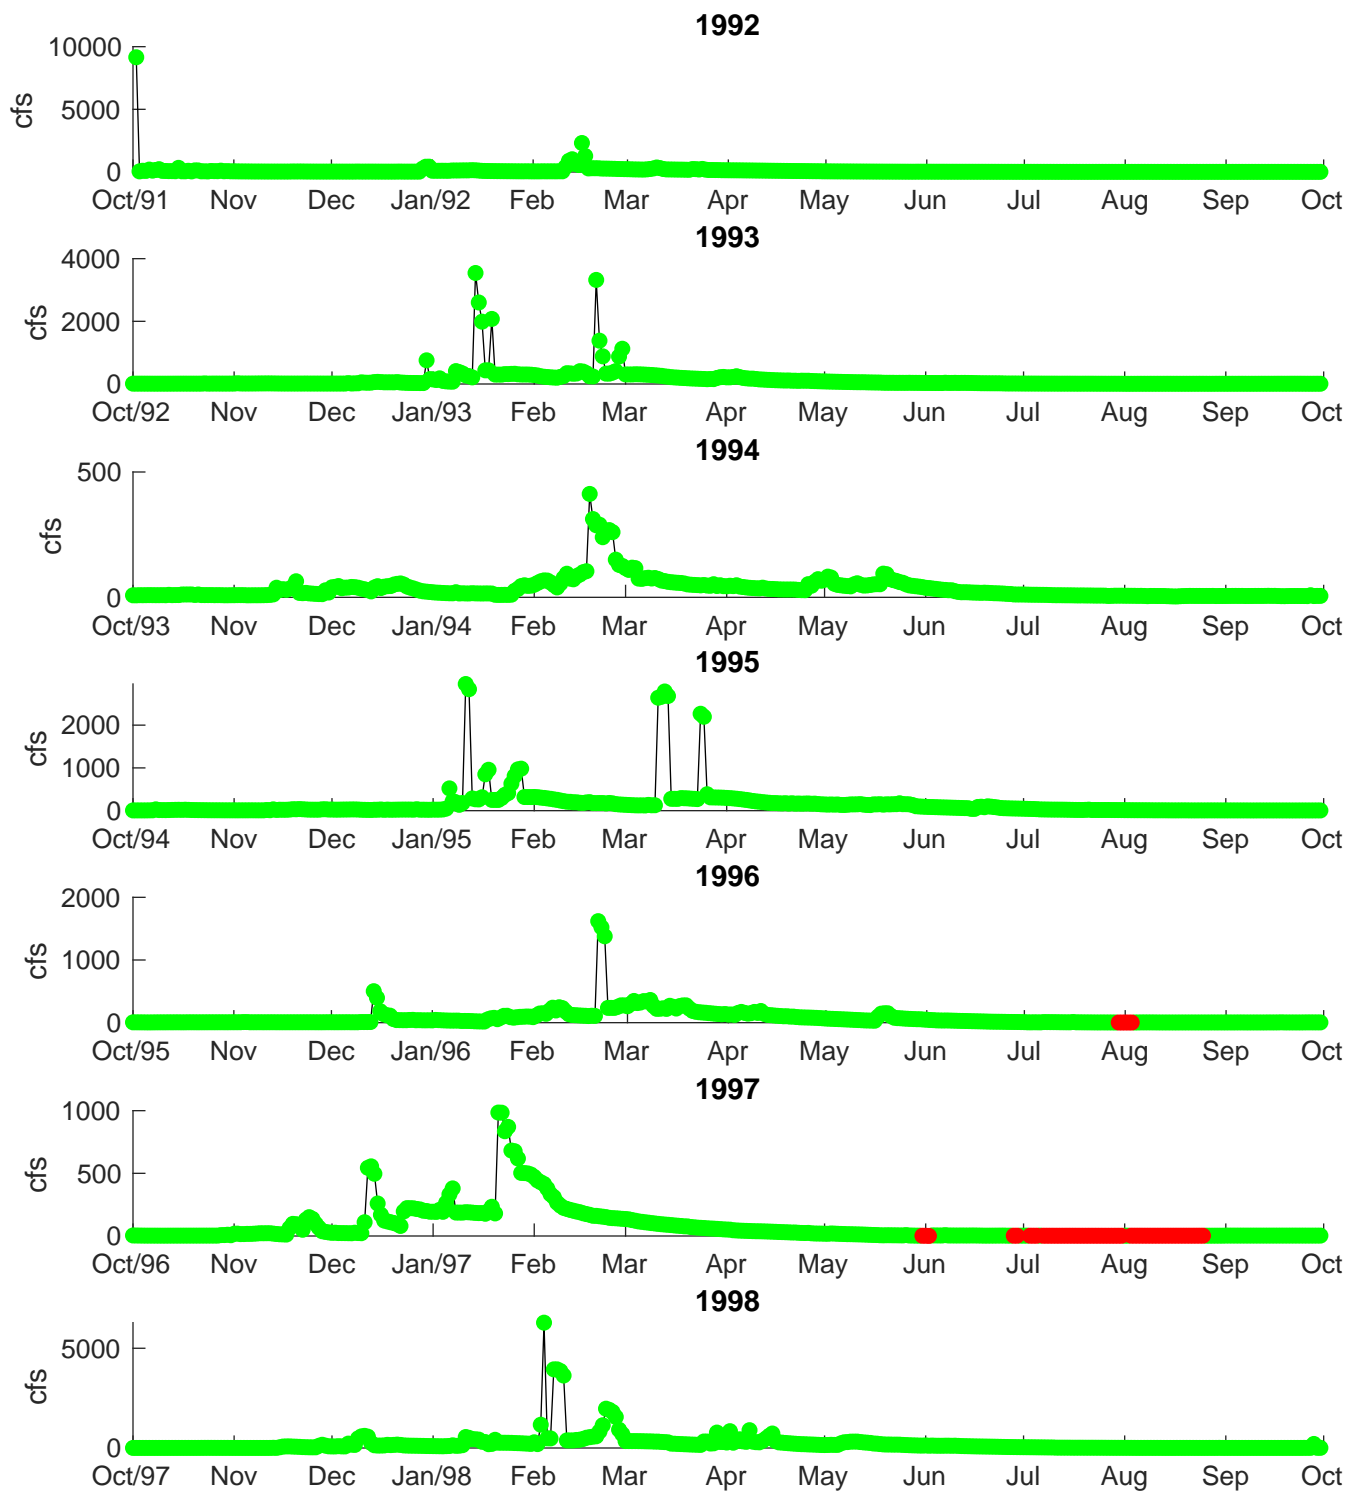 1992
10000
5000
0
cfs
Oct/91 Nov Dec Jan/92 Feb Mar Apr May Jun Jul Aug Sep Oct
1993
4000
2000
0
cfs
Oct/92 Nov Dec Jan/93 Feb Mar Apr May Jun Jul Aug Sep Oct
1994
500
0
cfs
Oct/93 Nov Dec Jan/94 Feb Mar Apr May Jun Jul Aug Sep Oct
1995
2000
1000
0
cfs
Oct/94 Nov Dec Jan/95 Feb Mar Apr May Jun Jul Aug Sep Oct
1996
2000
1000
0
cfs
Oct/95 Nov Dec Jan/96 Feb Mar Apr May Jun Jul Aug Sep Oct
1997
1000
500
0
cfs
Oct/96 Nov Dec Jan/97 Feb Mar Apr May Jun Jul Aug Sep Oct
1998
5000
0
cfs
Oct/97 Nov Dec Jan/98 Feb Mar Apr May Jun Jul Aug Sep Oct